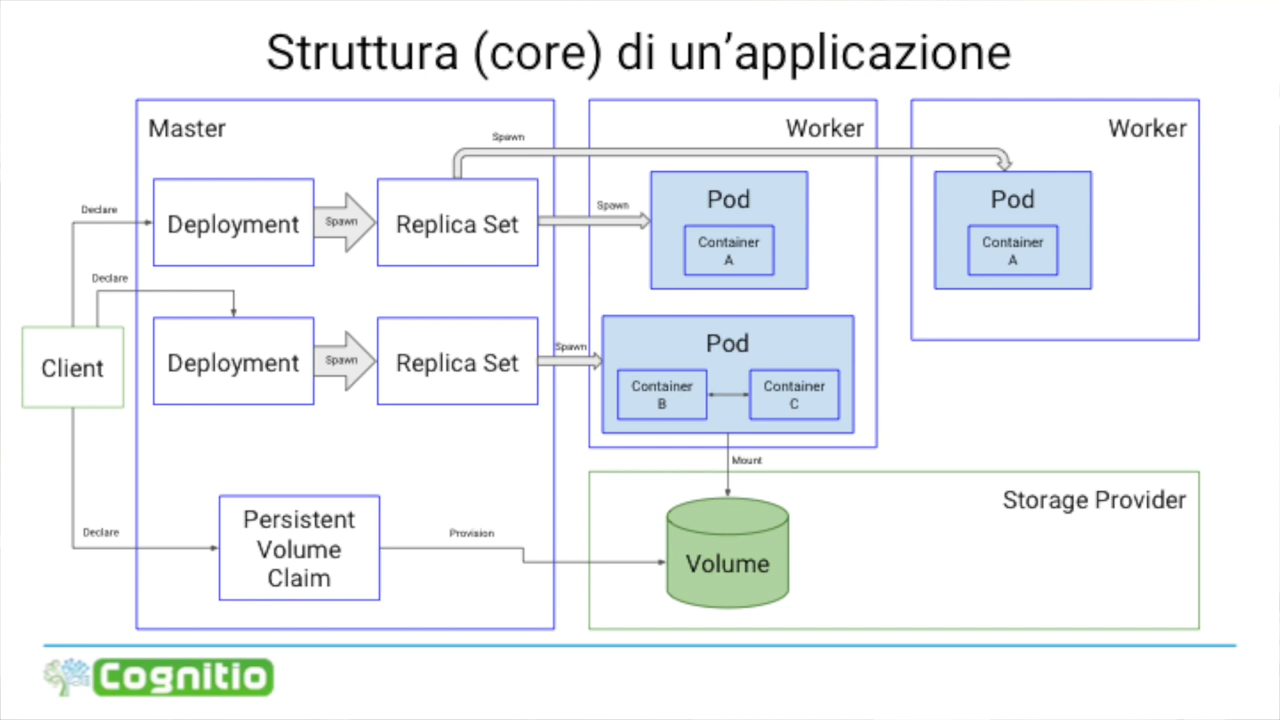 Struttura (core) di un’applicazione
Master
Worker
Worker
Spawn
Declare
Deployment
Spawn
Replica Set
Spawn
Pod
Container
A
Pod
Container
A
Declare
Client
Deployment
Spawn
Replica Set
Spawn
Pod
Container
B
Container
C
Mount
Storage Provider
Declare
Persistent
Volume
Claim
Provision
Volume
Cognitio